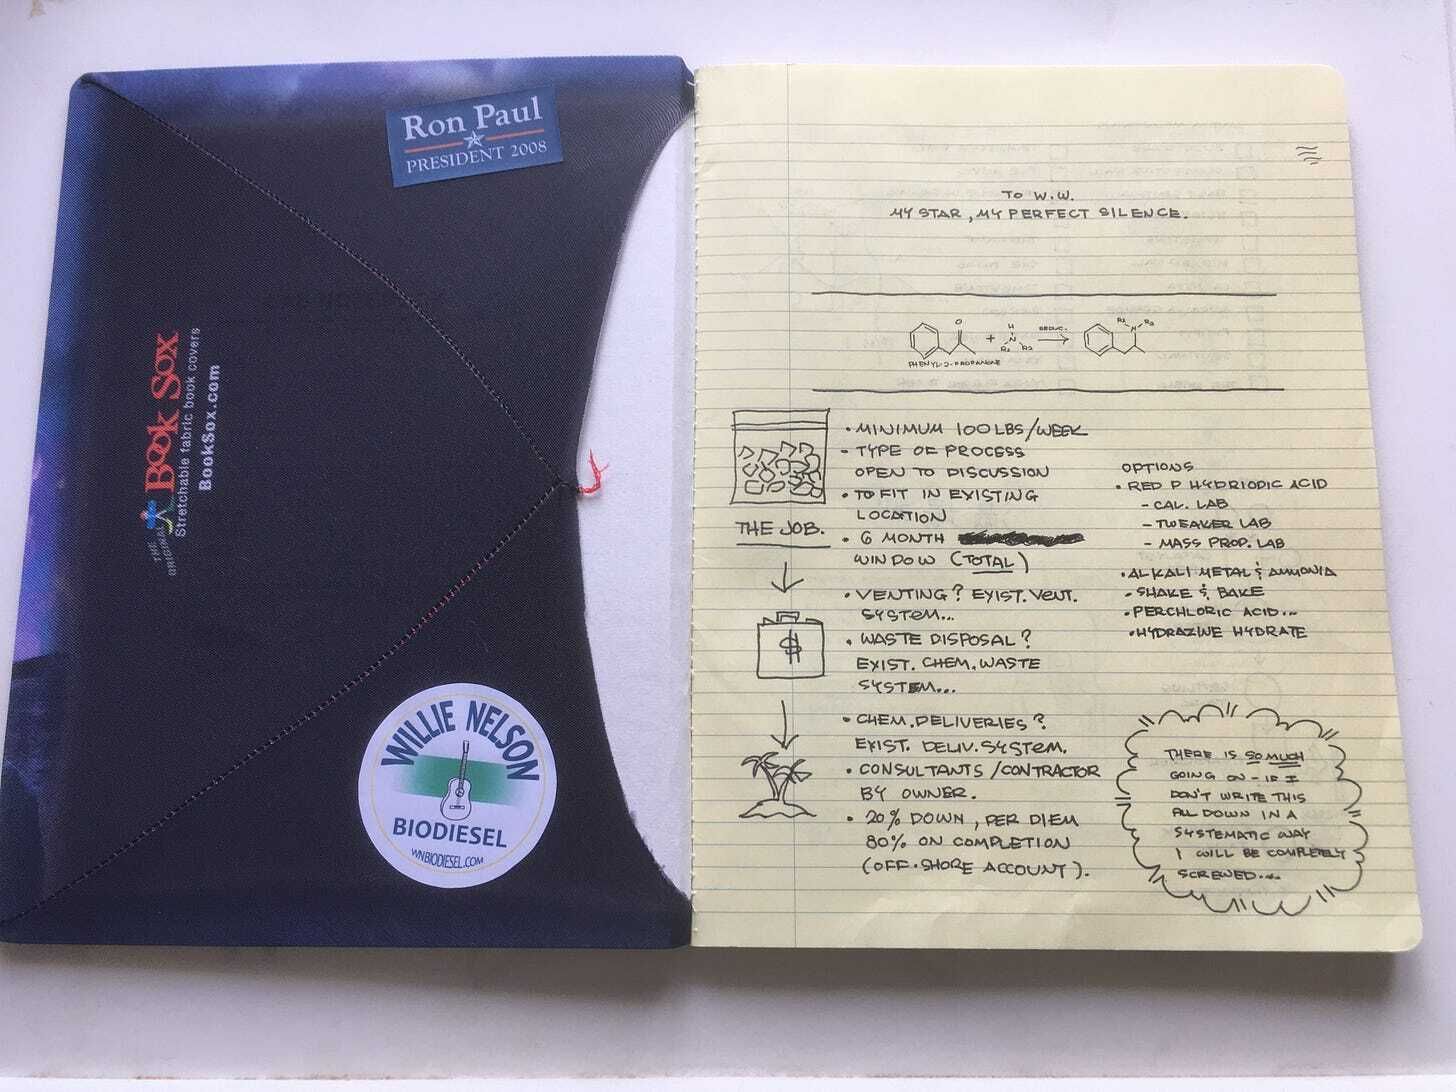 Ron Paul
PRESIDENT 2008
THE ORIGINAL
BOOK SOX
Stretchable fabric book covers
BookSox.com
WILLIE NELSON
BIODIESEL
WNBIODIESEL.COM
TO W.W.
MY STAR, MY PERFECT SILENCE.
O
+
H
N
R1 R2
REDUC.
R1 N R2
PHENYL-2-PROPANONE
THE JOB.
$
• MINIMUM 100 LBS/WEEK
• TYPE OF PROCESS
OPEN TO DISCUSSION
• TO FIT IN EXISTING
LOCATION
• 6 MONTH
WINDOW (TOTAL)
• VENTING? EXIST. VENT.
SYSTEM...
• WASTE DISPOSAL?
EXIST. CHEM. WASTE
SYSTEM...
• CHEM. DELIVERIES?
EXIST. DELIV. SYSTEM.
• CONSULTANTS/CONTRACTOR
BY OWNER.
• 20% DOWN, PER DIEM
80% ON COMPLETION
(OFF-SHORE ACCOUNT).
OPTIONS
• RED P HYDRIODIC ACID
- CAL. LAB
- TWEAKER LAB
- MASS PROP. LAB
• ALKALI METAL & AMMONIA
• SHAKE & BAKE
• PERCHLORIC ACID...
• HYDRAZINE HYDRATE
THERE IS SO MUCH
GOING ON - IF I
DON'T WRITE THIS
ALL DOWN IN A
SYSTEMATIC WAY
I WILL BE COMPLETELY
SCREWED...